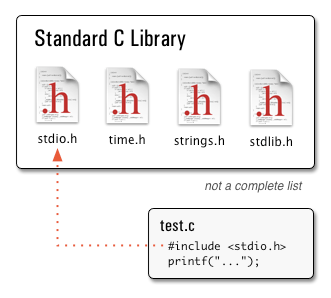 Standard C Library
.h .h .h .h
stdio.h time.h strings.h stdlib.h
not a complete list
test.c
#include <stdio.h>
printf("...");